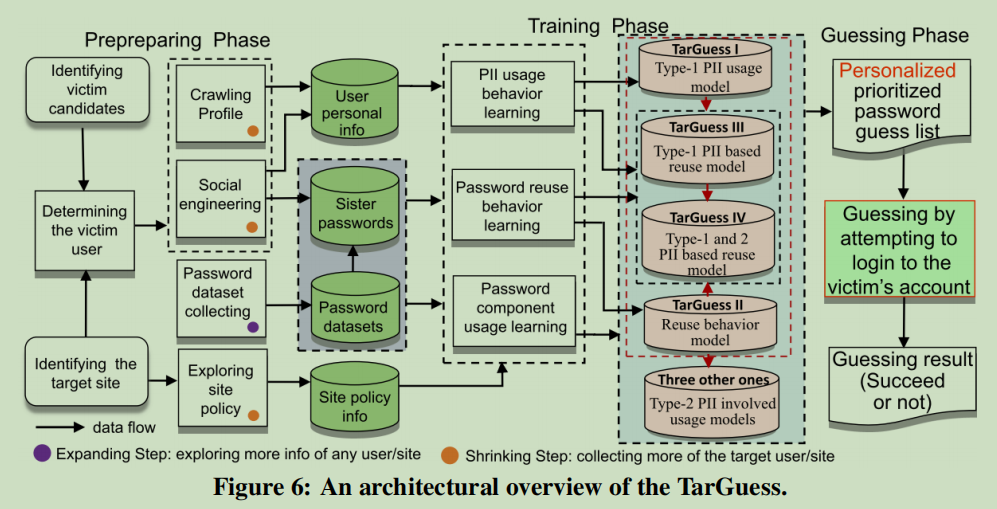 Prepreparing Phase
Training Phase
Guessing Phase
Identifying
victim
candidates
Determining
the victim
user
Identifying the
target site
Crawling
Profile
Social
engineering
Password
dataset
collecting
Exploring
site
policy
User
personal
info
Sister
passwords
Password
datasets
Site policy
info
PII usage
behavior
learning
Password reuse
behavior
learning
Password
component
usage learning
TarGuess I
Type-1 PII usage
model
TarGuess III
Type-1 PII based
reuse model
TarGuess IV
Type-1 and 2
PII based reuse
model
TarGuess II
Reuse behavior
model
Three other ones
Type-2 PII involved
usage models
Personalized
prioritized
password
guess list
Guessing by
attempting to
login to the
victim's account
Guessing result
(Succeed
or not)
data flow
Expanding Step: exploring more info of any user/site
Shrinking Step: collecting more of the target user/site
Figure 6: An architectural overview of the TarGuess.